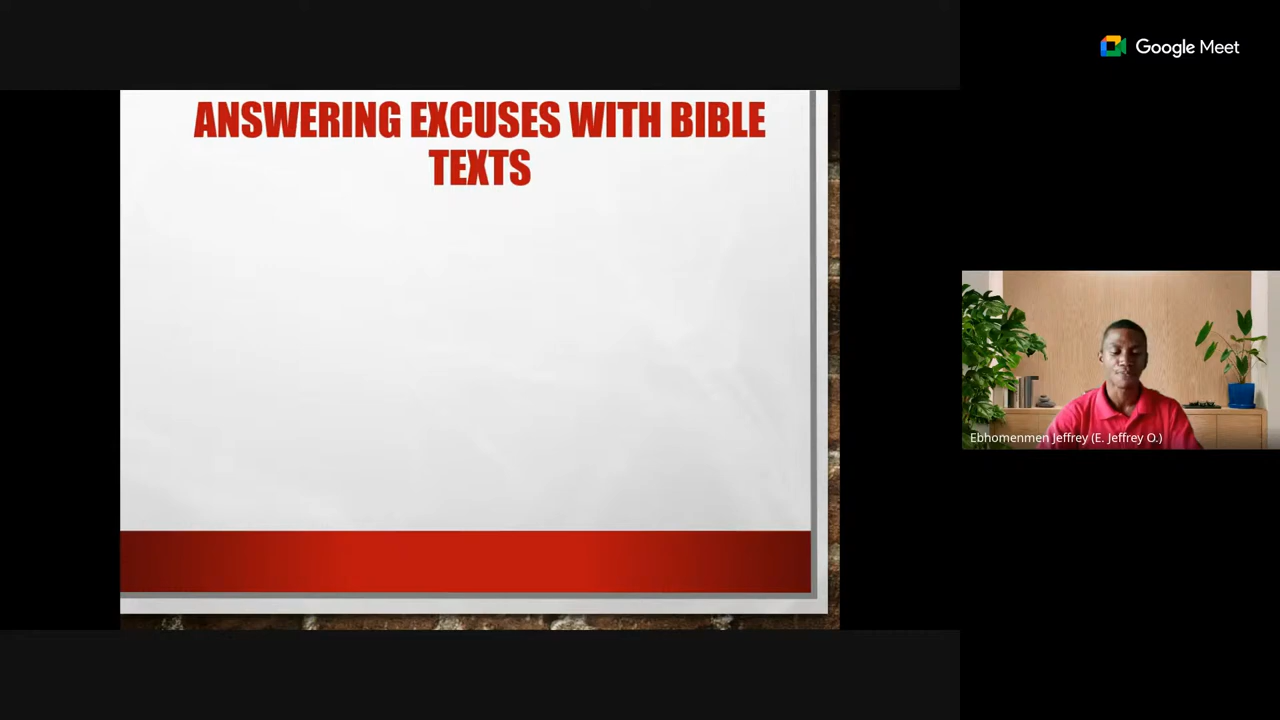 Google Meet
ANSWERING EXCUSES WITH BIBLE
TEXTS
Ebhomenmen Jeffrey (E. Jeffrey O.)